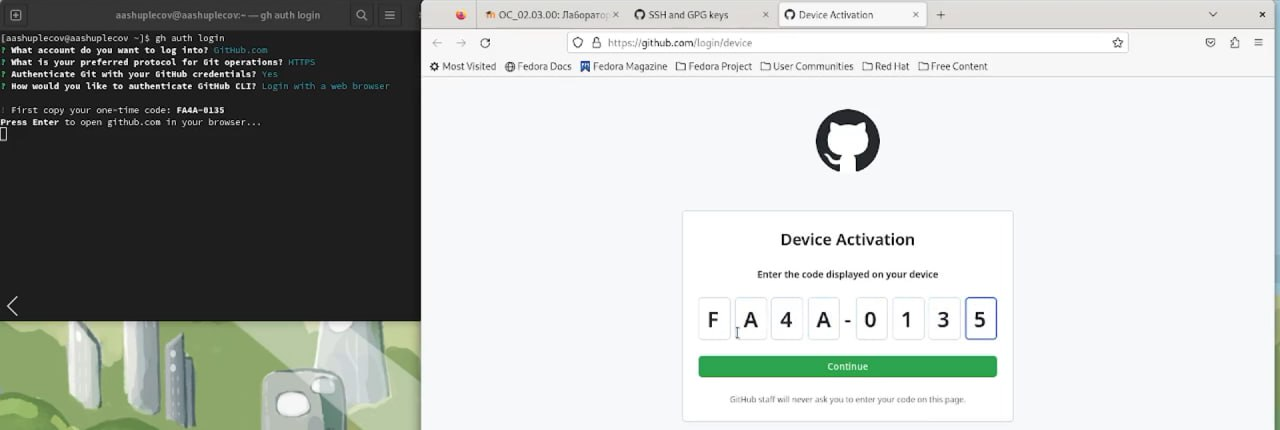 aashuplecov@aashuplecov:~ — gh auth login
[aashuplecov@aashuplecov ~]$ gh auth login
? What account do you want to log into? GitHub.com
? What is your preferred protocol for Git operations? HTTPS
? Authenticate Git with your GitHub credentials? Yes
? How would you like to authenticate GitHub CLI? Login with a web browser
! First copy your one-time code: FA4A-0135
Press Enter to open github.com in your browser...
ОС_02.03.00: Лаборатор
SSH and GPG keys
Device Activation
https://github.com/login/device
Most Visited Fedora Docs Fedora Magazine Fedora Project User Communities Red Hat Free Content
Device Activation
Enter the code displayed on your device
F A 4 A - 0 1 3 5
Continue
GitHub staff will never ask you to enter your code on this page.